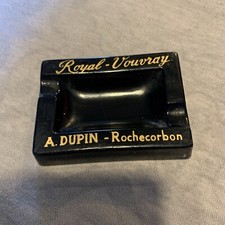 Royal-Vouvray
A. DUPIN - Rochecorbon